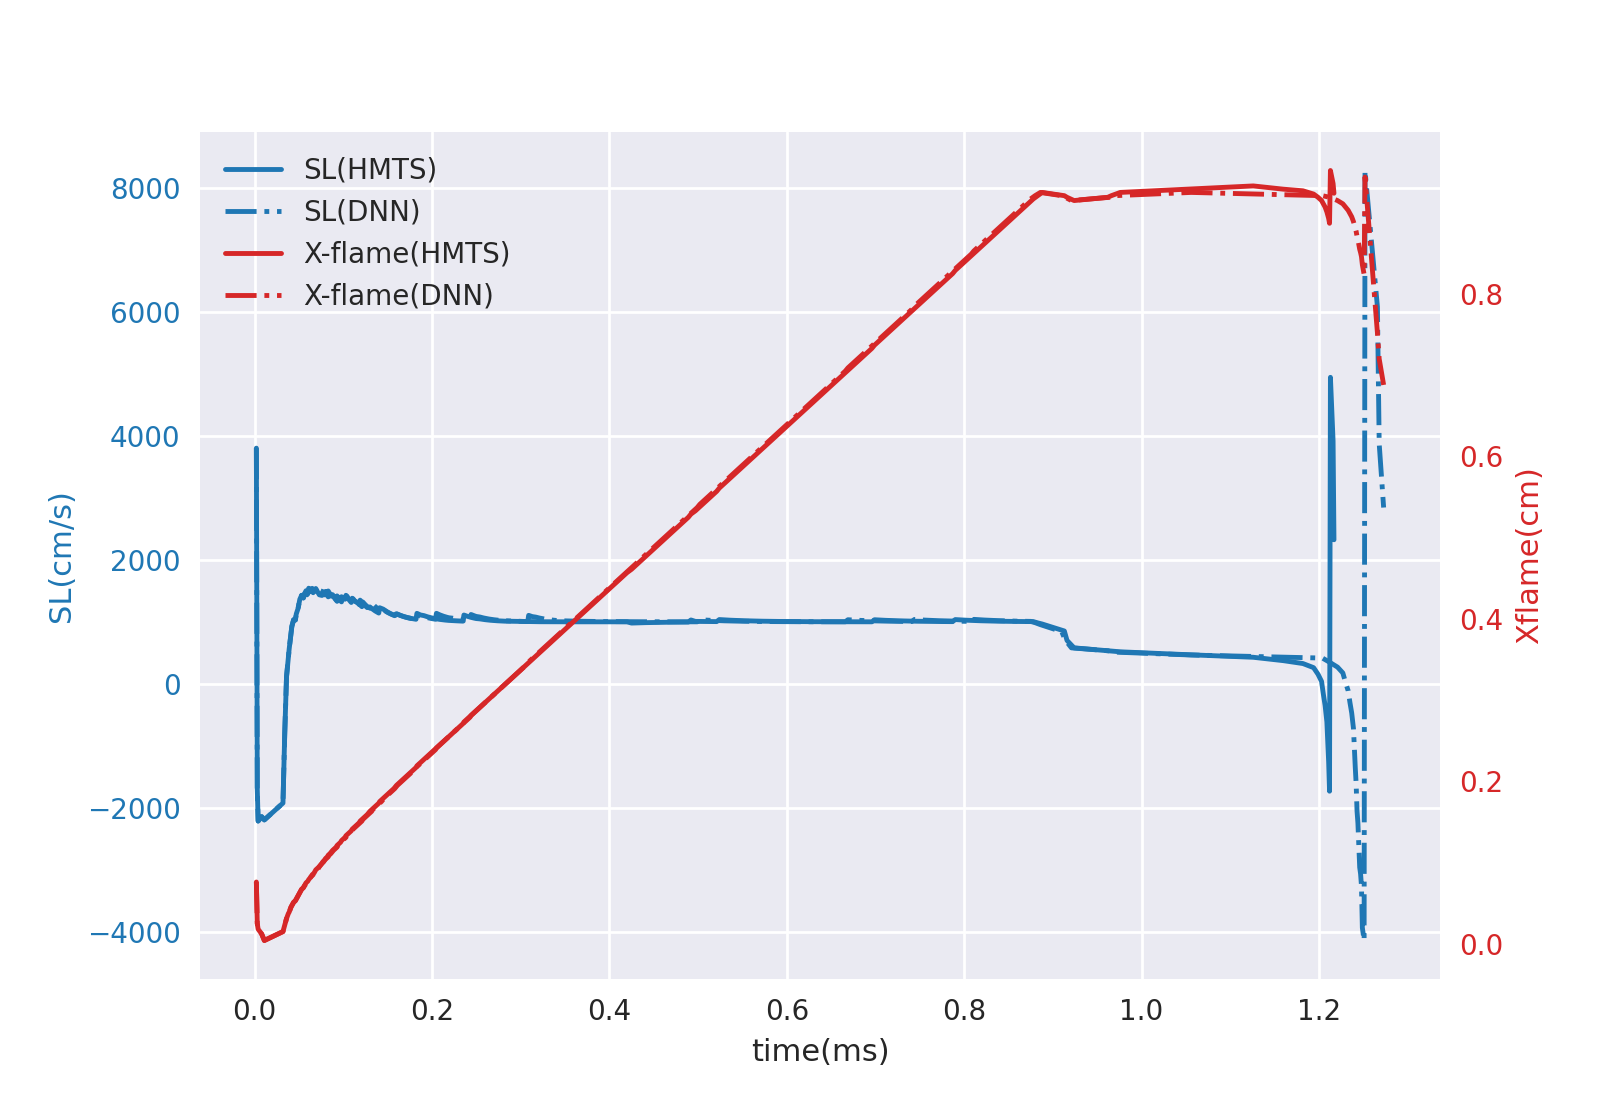 SL(HMTS)
SL(DNN)
X-flame(HMTS)
X-flame(DNN)
8000
6000
4000
2000
0
−2000
−4000
SL(cm/s)
0.8
0.6
0.4
0.2
0.0
Xflame(cm)
0.0 0.2 0.4 0.6 0.8 1.0 1.2
time(ms)